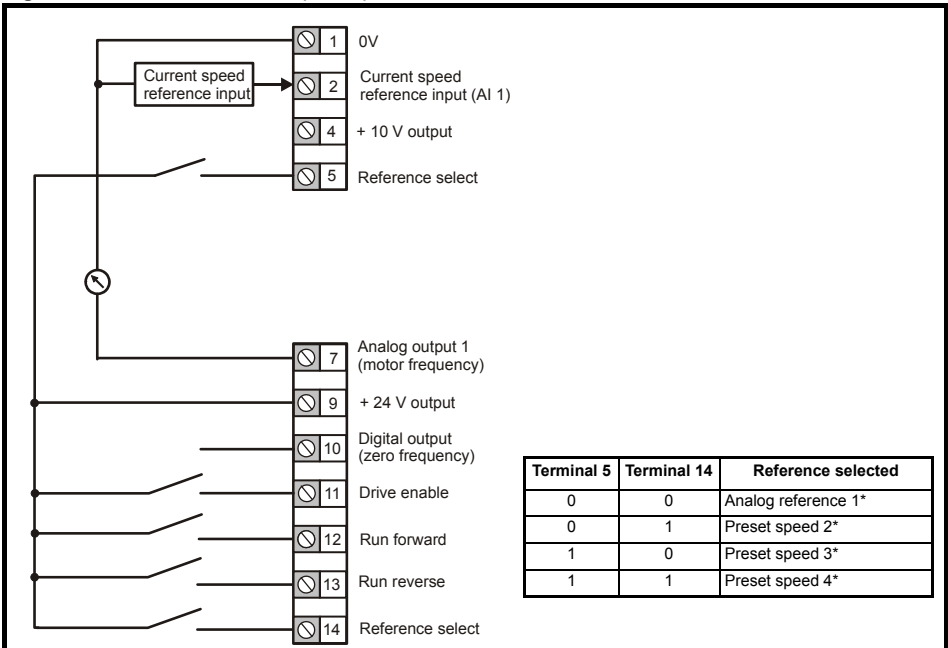 1 0V
Current speed
reference input
2 Current speed
reference input (AI 1)
4 + 10 V output
5 Reference select
7 Analog output 1
(motor frequency)
9 + 24 V output
10 Digital output
(zero frequency)
11 Drive enable
12 Run forward
13 Run reverse
14 Reference select
Terminal 5 Terminal 14 Reference selected
0 0 Analog reference 1*
0 1 Preset speed 2*
1 0 Preset speed 3*
1 1 Preset speed 4*